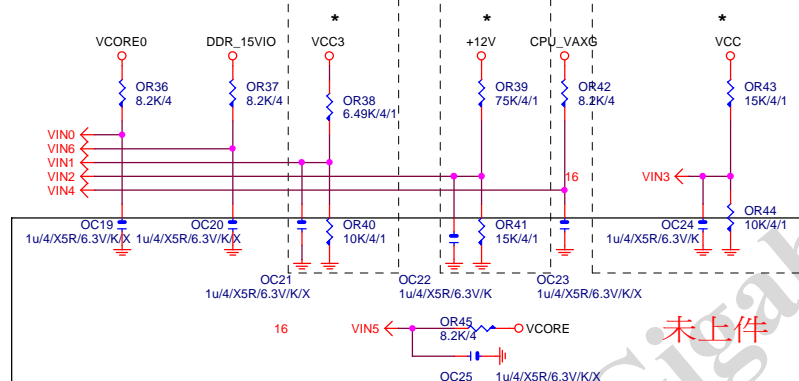 * * *
VCORE0 DDR_15VIO VCC3 +12V CPU_VAXG VCC
OR36 OR37 OR38 OR39 OR42 OR43
8.2K/4 8.2K/4 6.49K/4/1 75K/4/1 8.2K/4 15K/4/1
VIN0
VIN6
VIN1
VIN2 16 VIN3
VIN4
OC19 OC20 OR40 OR41 OC24 OR44
1u/4/X5R/6.3V/K/X 1u/4/X5R/6.3V/K/X 10K/4/1 15K/4/1 1u/4/X5R/6.3V/K 10K/4/1
OC21 OC22 OC23
1u/4/X5R/6.3V/K/X 1u/4/X5R/6.3V/K 1u/4/X5R/6.3V/K/X
16 VIN5 OR45 VCORE
8.2K/4
未上件
OC25 1u/4/X5R/6.3V/K/X
Gigab